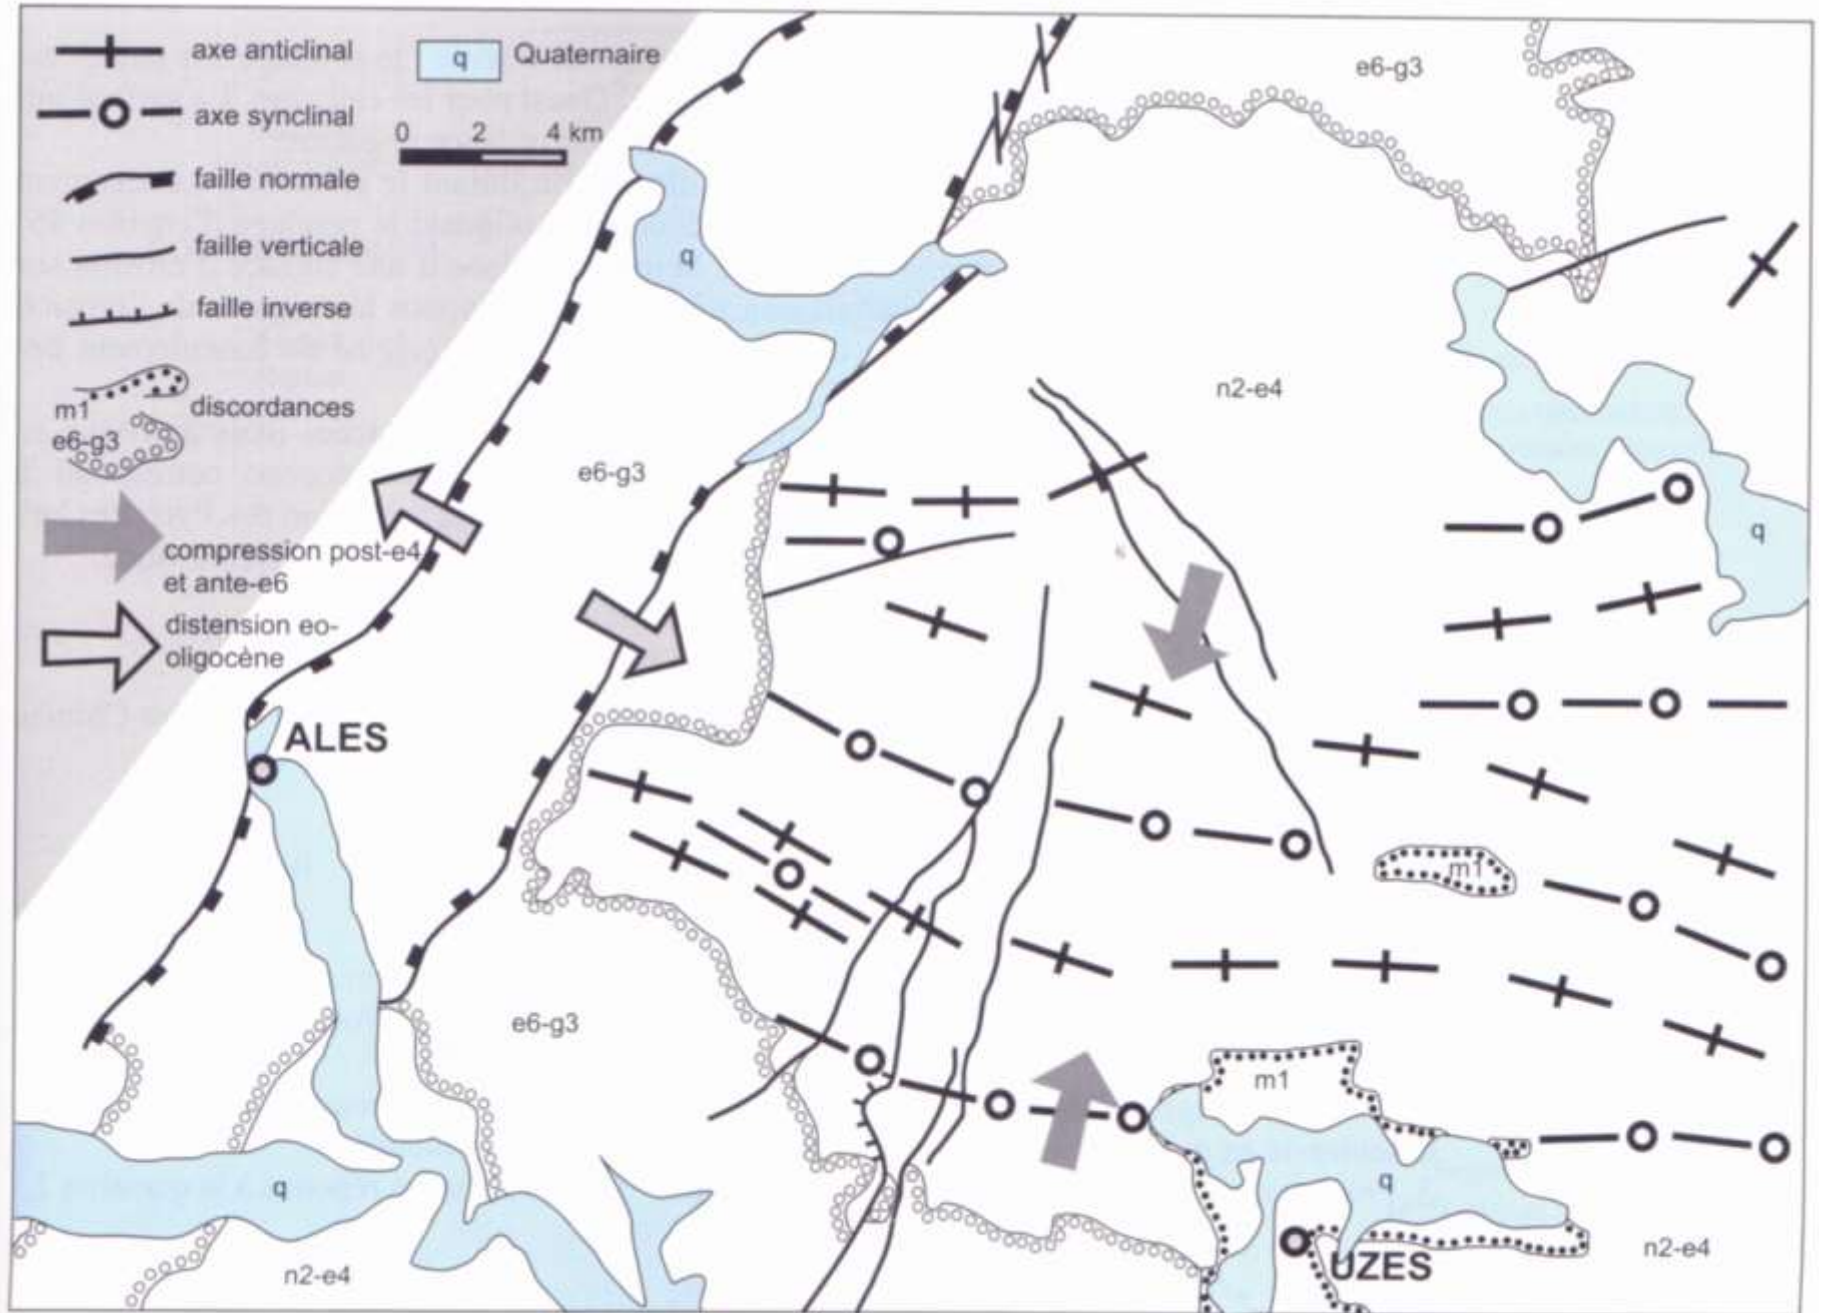 axe anticlinal
q
Quaternaire
axe synclinal
0 2 4 km
faille normale
faille verticale
faille inverse
m1
discordances
e6-g3
compression post-e4
et ante-e6
distension eo-
oligocène
e6-g3
q
n2-e4
e6-g3
q
ALES
m1
e6-g3
m1
q
q
n2-e4
UZES
n2-e4